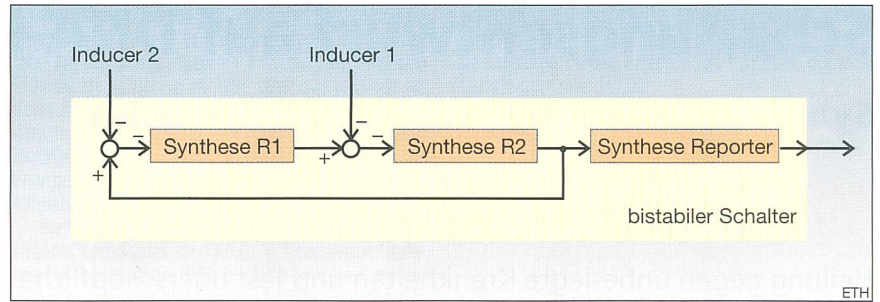 Inducer 2
Inducer 1
−
−
−
Synthese R1
−
Synthese R2
Synthese Reporter
+
+
bistabiler Schalter
ETH